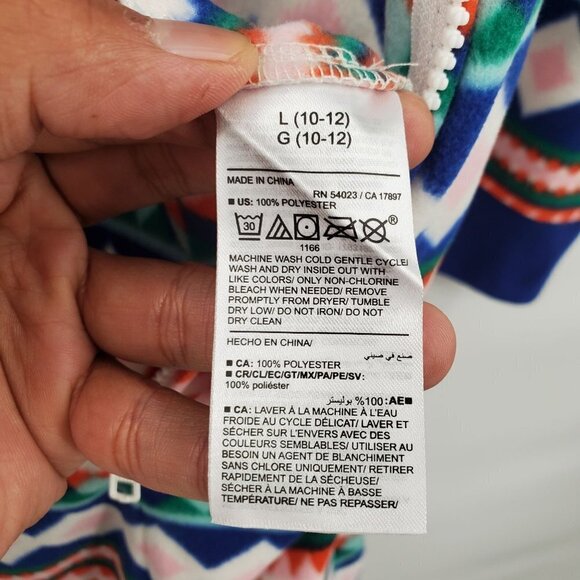 L (10-12)
G (10-12)
MADE IN CHINA
RN 54023 / CA 17897
■ US: 100% POLYESTER
30
®
1166
MACHINE WASH COLD GENTLE CYCLE/
WASH AND DRY INSIDE OUT WITH
LIKE COLORS/ ONLY NON-CHLORINE
BLEACH WHEN NEEDED/ REMOVE
PROMPTLY FROM DRYER/ TUMBLE
DRY LOW/ DO NOT IRON/ DO NOT
DRY CLEAN
HECHO EN CHINA/
صنع في صيني
■ CA: 100% POLYESTER
■ CR/CL/EC/GT/MX/PA/PE/SV:
100% poliéster
■AE: 100% بوليستر
■ CA: LAVER À LA MACHINE À L'EAU
FROIDE AU CYCLE DÉLICAT/ LAVER ET
SÉCHER SUR L'ENVERS AVEC DES
COULEURS SEMBLABLES/ UTILISER AU
BESOIN UN AGENT DE BLANCHIMENT
SANS CHLORE UNIQUEMENT/ RETIRER
RAPIDEMENT DE LA SÉCHEUSE/
SÉCHER À LA MACHINE À BASSE
TEMPÉRATURE/ NE PAS REPASSER/